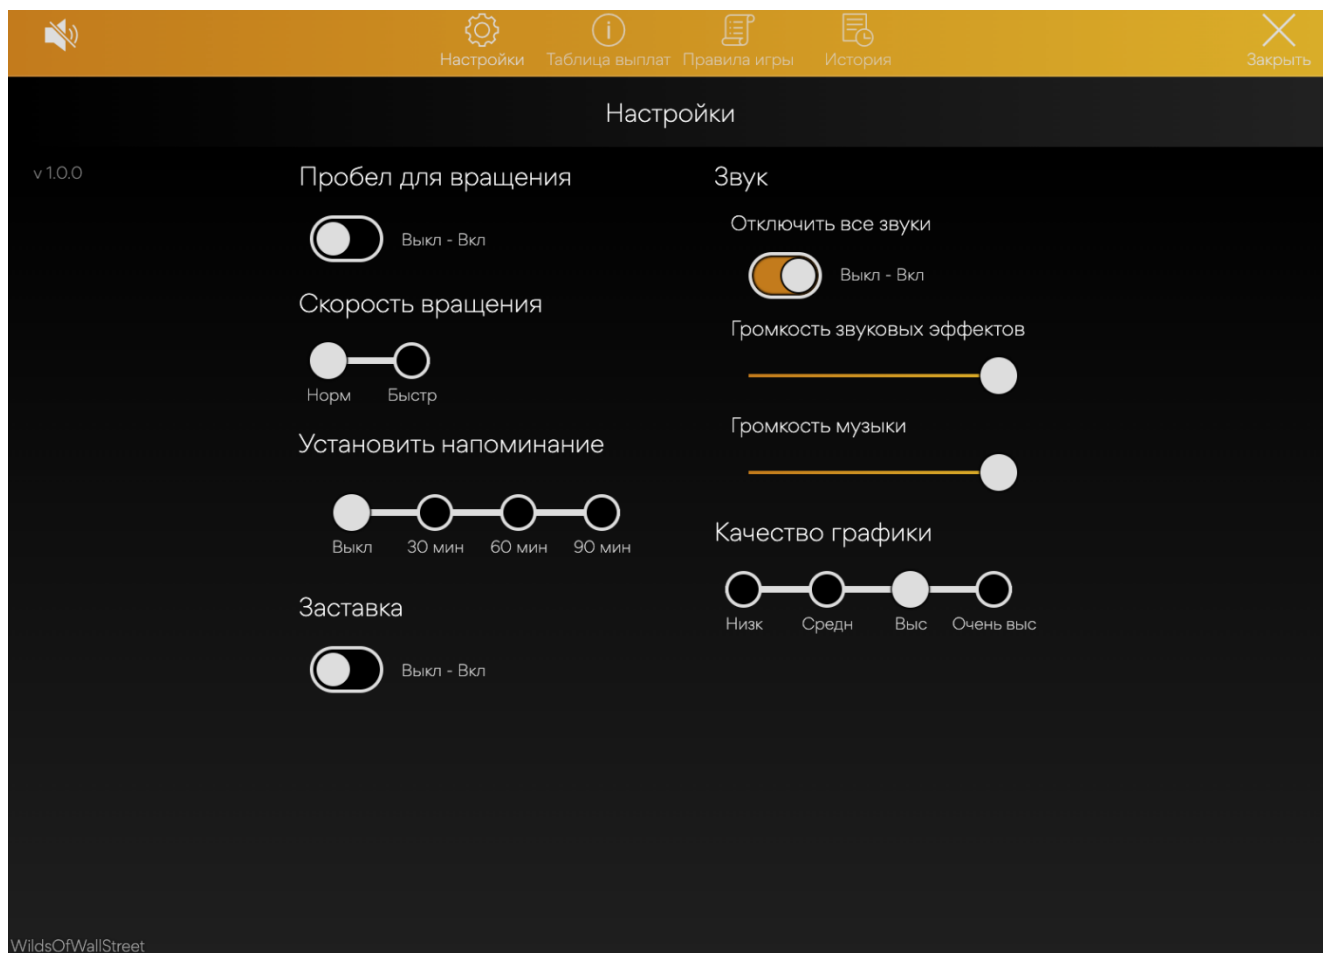 Настройки
Таблица выплат
Правила игры
История
Закрыть
Настройки
v 1.0.0
Пробел для вращения
Выкл - Вкл
Скорость вращения
Норм
Быстр
Установить напоминание
Выкл
30 мин
60 мин
90 мин
Заставка
Выкл - Вкл
Звук
Отключить все звуки
Выкл - Вкл
Громкость звуковых эффектов
Громкость музыки
Качество графики
Низк
Средн
Выс
Очень выс
WildsOfWallStreet